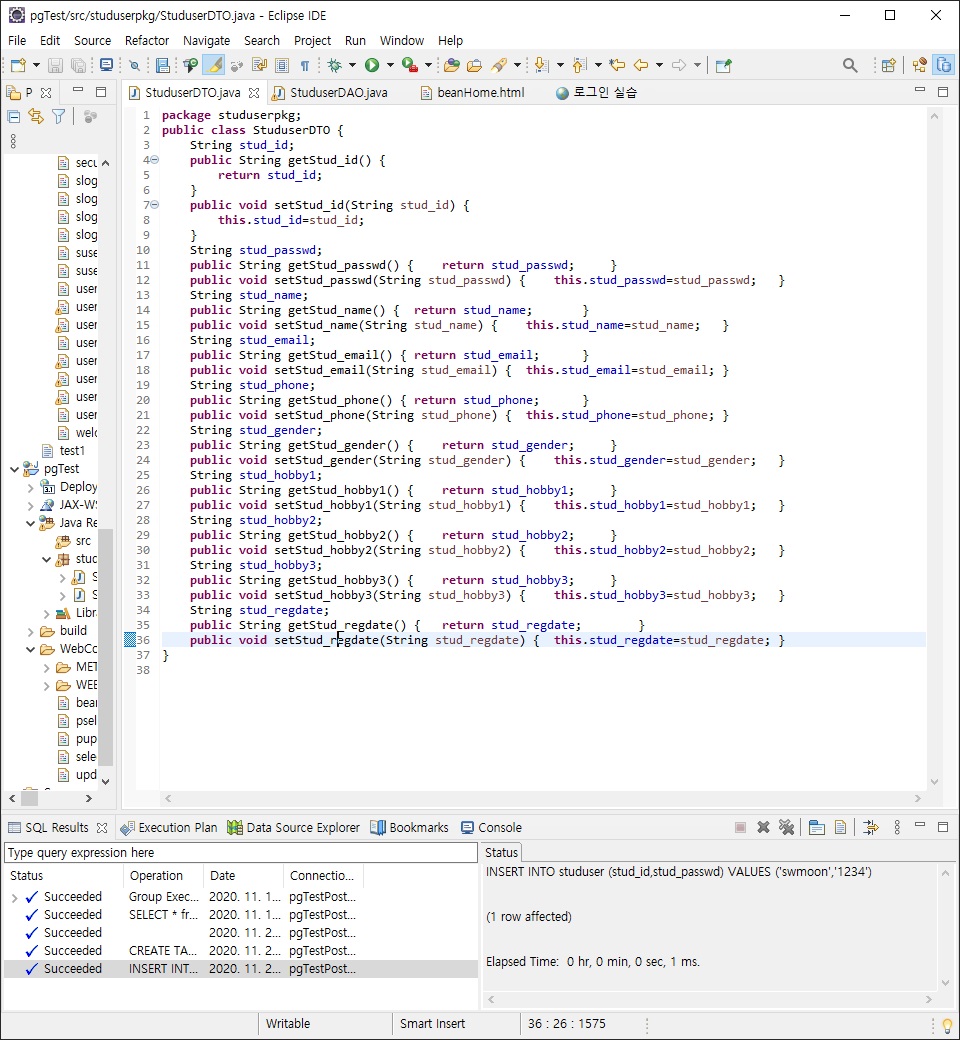 pgTest/src/studuserpkg/StuduserDTO.java - Eclipse IDE
File Edit Source Refactor Navigate Search Project Run Window Help
P
StuduserDTO.java StuduserDAO.java beanHome.html 로그인 실습
1 package studuserpkg;
2 public class StuduserDTO {
3 String stud_id;
4 public String getStud_id() {
5 return stud_id;
6 }
7 public void setStud_id(String stud_id) {
8 this.stud_id=stud_id;
9 }
10 String stud_passwd;
11 public String getStud_passwd() { return stud_passwd; }
12 public void setStud_passwd(String stud_passwd) { this.stud_passwd=stud_passwd; }
13 String stud_name;
14 public String getStud_name() { return stud_name; }
15 public void setStud_name(String stud_name) { this.stud_name=stud_name; }
16 String stud_email;
17 public String getStud_email() { return stud_email; }
18 public void setStud_email(String stud_email) { this.stud_email=stud_email; }
19 String stud_phone;
20 public String getStud_phone() { return stud_phone; }
21 public void setStud_phone(String stud_phone) { this.stud_phone=stud_phone; }
22 String stud_gender;
23 public String getStud_gender() { return stud_gender; }
24 public void setStud_gender(String stud_gender) { this.stud_gender=stud_gender; }
25 String stud_hobby1;
26 public String getStud_hobby1() { return stud_hobby1; }
27 public void setStud_hobby1(String stud_hobby1) { this.stud_hobby1=stud_hobby1; }
28 String stud_hobby2;
29 public String getStud_hobby2() { return stud_hobby2; }
30 public void setStud_hobby2(String stud_hobby2) { this.stud_hobby2=stud_hobby2; }
31 String stud_hobby3;
32 public String getStud_hobby3() { return stud_hobby3; }
33 public void setStud_hobby3(String stud_hobby3) { this.stud_hobby3=stud_hobby3; }
34 String stud_regdate;
35 public String getStud_regdate() { return stud_regdate; }
36 public void setStud_regdate(String stud_regdate) { this.stud_regdate=stud_regdate; }
37 }
38
secu
slog
slog
slog
slog
suse
suse
user
user
user
user
user
user
user
user
welc
test1
pgTest
Deploy
JAX-WS
Java Re
src
stuc
S
S
Libr
build
WebCo
MET
WEE
bear
psel
pup
sele
upd
SQL Results Execution Plan Data Source Explorer Bookmarks Console
Type query expression here
Status Operation Date Connectio...
Succeeded Group Exec... 2020. 11. 1... pgTestPost...
Succeeded SELECT * fr... 2020. 11. 1... pgTestPost...
Succeeded 2020. 11. 2... pgTestPost...
Succeeded CREATE TA... 2020. 11. 2... pgTestPost...
Succeeded INSERT INT... 2020. 11. 2... pgTestPost...
Status
INSERT INTO studuser (stud_id,stud_passwd) VALUES ('swmoon','1234')
(1 row affected)
Elapsed Time: 0 hr, 0 min, 0 sec, 1 ms.
Writable Smart Insert 36 : 26 : 1575